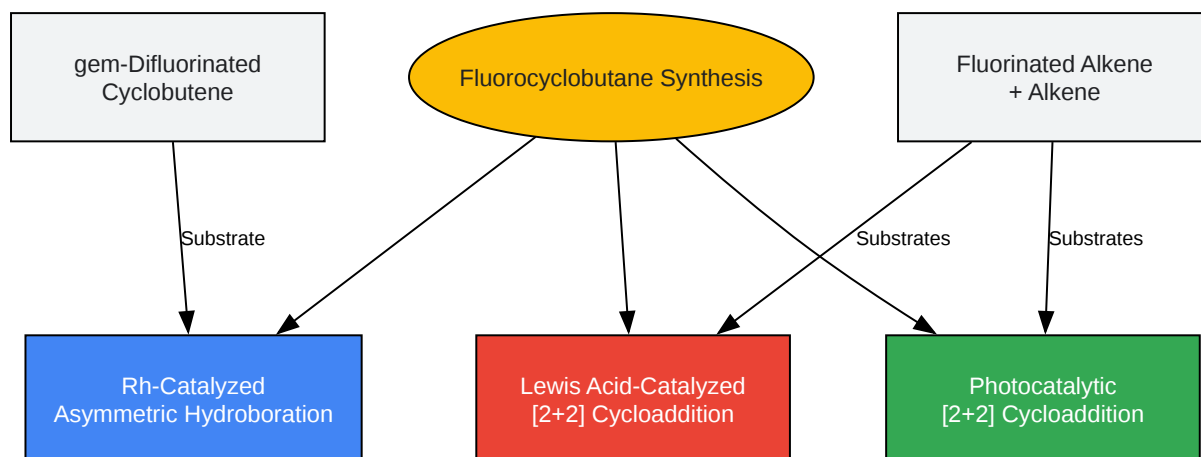 gem-Difluorinated
Cyclobutene
Fluorocyclobutane Synthesis
Fluorinated Alkene
+ Alkene
Substrate
Substrates
Substrates
Rh-Catalyzed
Asymmetric Hydroboration
Lewis Acid-Catalyzed
[2+2] Cycloaddition
Photocatalytic
[2+2] Cycloaddition